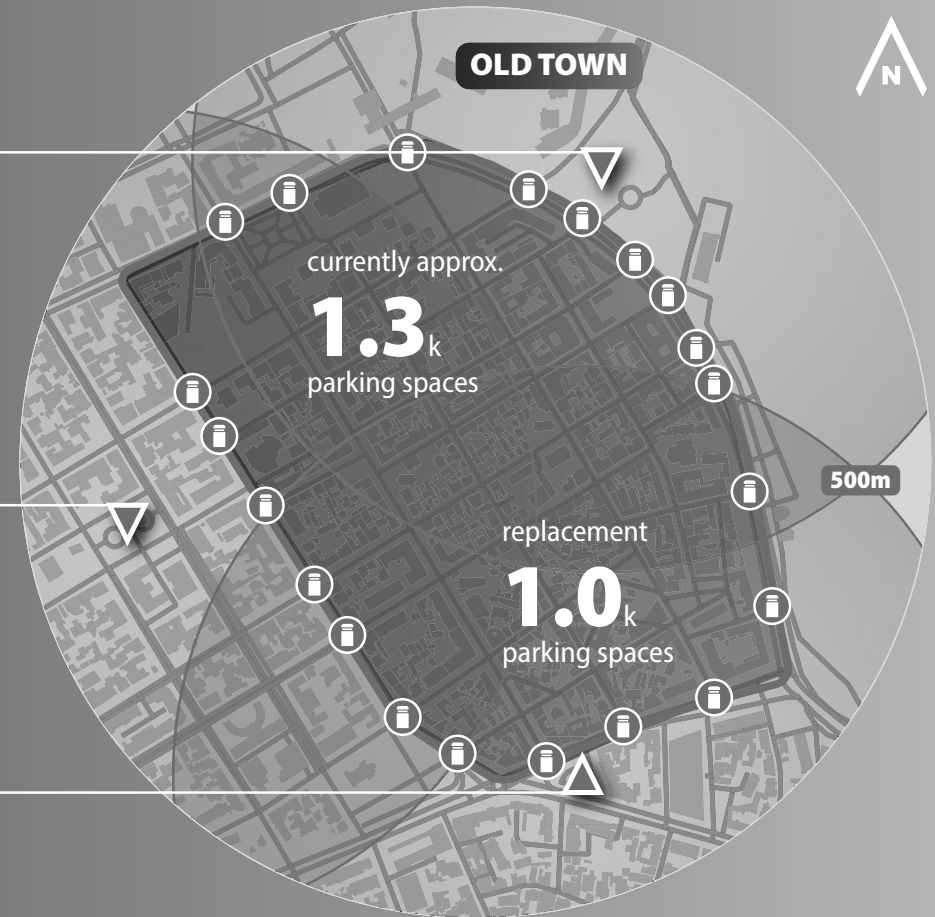 OLD TOWN
N
currently approx.
1.3k
parking spaces
500m
replacement
1.0k
parking spaces